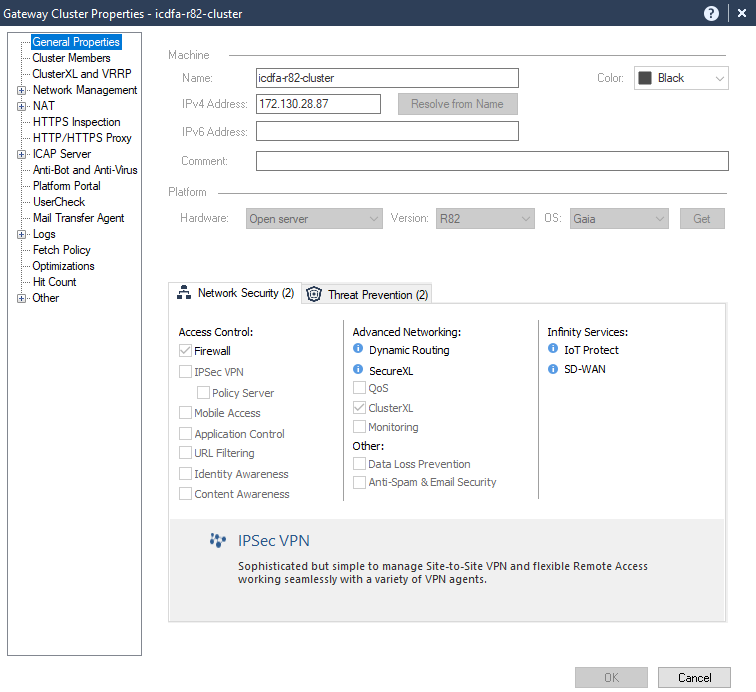 Gateway Cluster Properties - icdfa-r82-cluster
General Properties
Cluster Members
ClusterXL and VRRP
Network Management
NAT
HTTPS Inspection
HTTP/HTTPS Proxy
ICAP Server
Anti-Bot and Anti-Virus
Platform Portal
UserCheck
Mail Transfer Agent
Logs
Fetch Policy
Optimizations
Hit Count
Other
Machine
Name: icdfa-r82-cluster Color: Black
IPv4 Address: 172.130.28.87 Resolve from Name
IPv6 Address:
Comment:
Platform
Hardware: Open server Version: R82 OS: Gaia Get
Network Security (2) Threat Prevention (2)
Access Control:
Firewall
IPSec VPN
Policy Server
Mobile Access
Application Control
URL Filtering
Identity Awareness
Content Awareness
Advanced Networking:
Dynamic Routing
SecureXL
QoS
ClusterXL
Monitoring
Other:
Data Loss Prevention
Anti-Spam & Email Security
Infinity Services:
IoT Protect
SD-WAN
IPSec VPN
Sophisticated but simple to manage Site-to-Site VPN and flexible Remote Access
working seamlessly with a variety of VPN agents.
OK Cancel